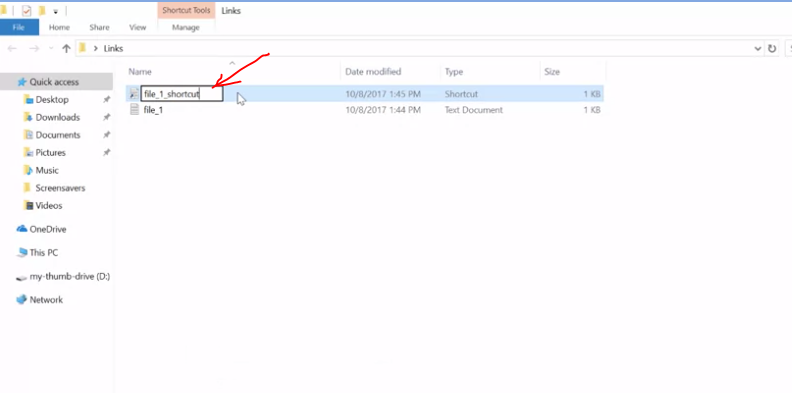 Shortcut Tools Links
File Home Share View Manage
Links
Name Date modified Type Size
Quick access
file_1_shortcut 10/8/2017 1:45 PM Shortcut 1 KB
Desktop
file_1 10/8/2017 1:44 PM Text Document 1 KB
Downloads
Documents
Pictures
Music
Screensavers
Videos
OneDrive
This PC
my-thumb-drive (D:)
Network